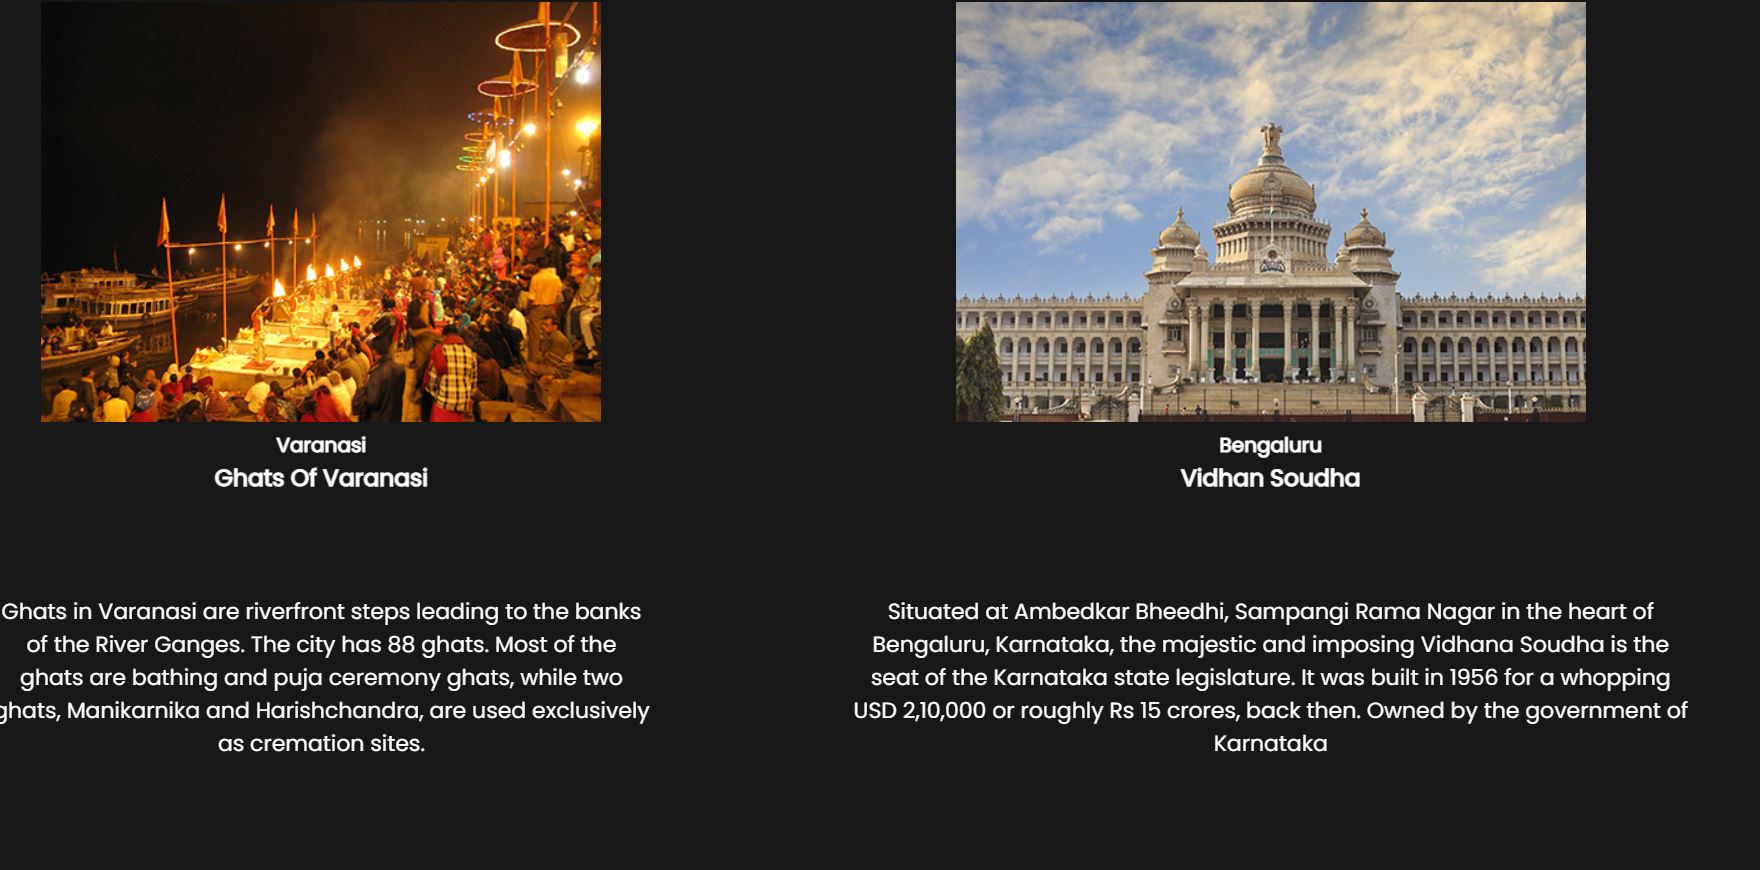 Varanasi
Ghats Of Varanasi
Ghats in Varanasi are riverfront steps leading to the banks
of the River Ganges. The city has 88 ghats. Most of the
ghats are bathing and puja ceremony ghats, while two
ghats, Manikarnika and Harishchandra, are used exclusively
as cremation sites.
Bengaluru
Vidhan Soudha
Situated at Ambedkar Bheedhi, Sampangi Rama Nagar in the heart of
Bengaluru, Karnataka, the majestic and imposing Vidhana Soudha is the
seat of the Karnataka state legislature. It was built in 1956 for a whopping
USD 2,10,000 or roughly Rs 15 crores, back then. Owned by the government of
Karnataka